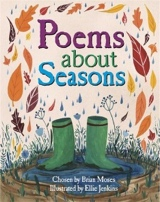 Poems
about
Seasons
Chosen by Brian Moses
Illustrated by Ellie Jenkins